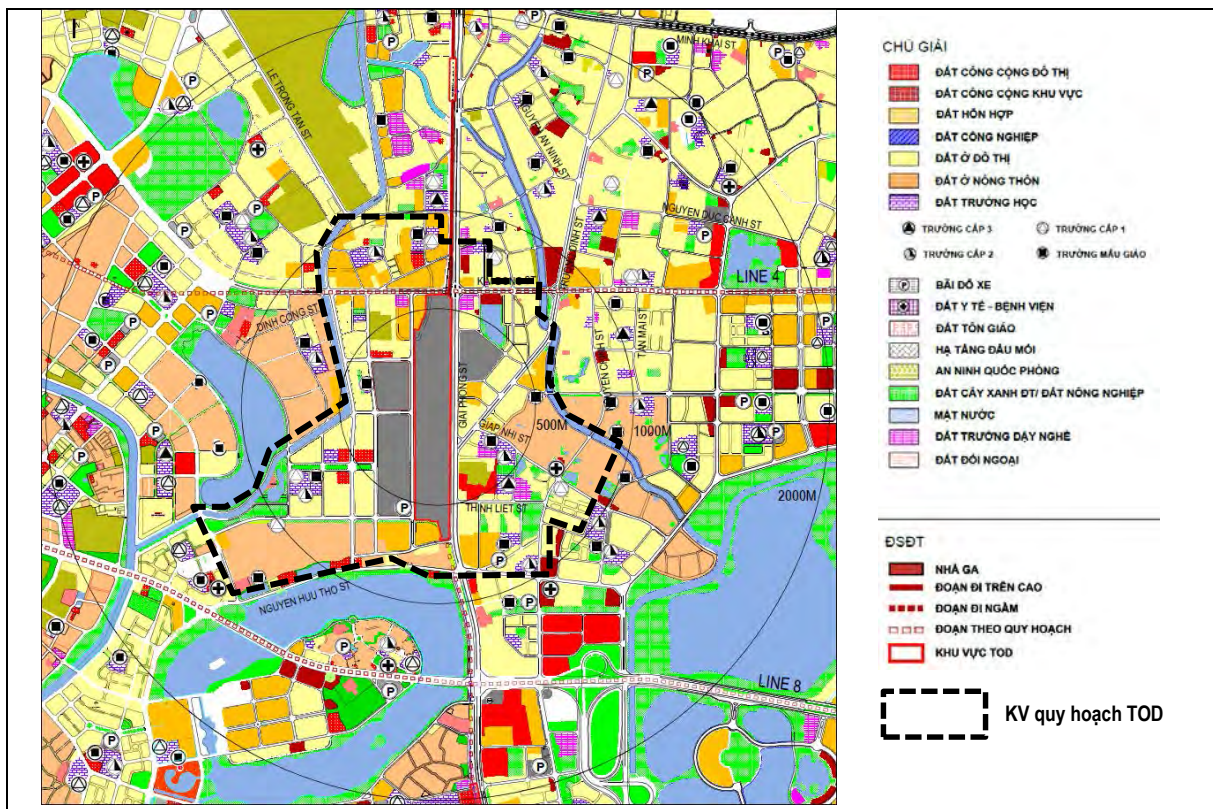 MINH KHAI ST
LE TRONG TAN ST
NGUYEN AN NINH ST
NGUYEN DUC CANH ST
LINE 4
DINH CONG ST
TAN MAI ST
GIAI PHONG ST
GIAP NHI ST
500M
1000M
2000M
THINH LIET ST
NGUYEN HUU THO ST
LINE 8
CHÚ GIẢI
ĐẤT CÔNG CỘNG ĐÔ THỊ
ĐẤT CÔNG CỘNG KHU VỰC
ĐẤT HỖN HỢP
ĐẤT CÔNG NGHIỆP
ĐẤT Ở ĐÔ THỊ
ĐẤT Ở NÔNG THÔN
ĐẤT TRƯỜNG HỌC
TRƯỜNG CẤP 3
TRƯỜNG CẤP 1
TRƯỜNG CẤP 2
TRƯỜNG MẪU GIÁO
P BÃI ĐỖ XE
ĐẤT Y TẾ - BỆNH VIỆN
ĐẤT TÔN GIÁO
HẠ TẦNG ĐẦU MỐI
AN NINH QUỐC PHÒNG
ĐẤT CÂY XANH ĐT/ ĐẤT NÔNG NGHIỆP
MẶT NƯỚC
ĐẤT TRƯỜNG DẠY NGHỀ
ĐẤT ĐỐI NGOẠI
ĐSĐT
NHÀ GA
ĐOẠN ĐI TRÊN CAO
ĐOẠN ĐI NGẦM
ĐOẠN THEO QUY HOẠCH
KHU VỰC TOD
KV quy hoạch TOD